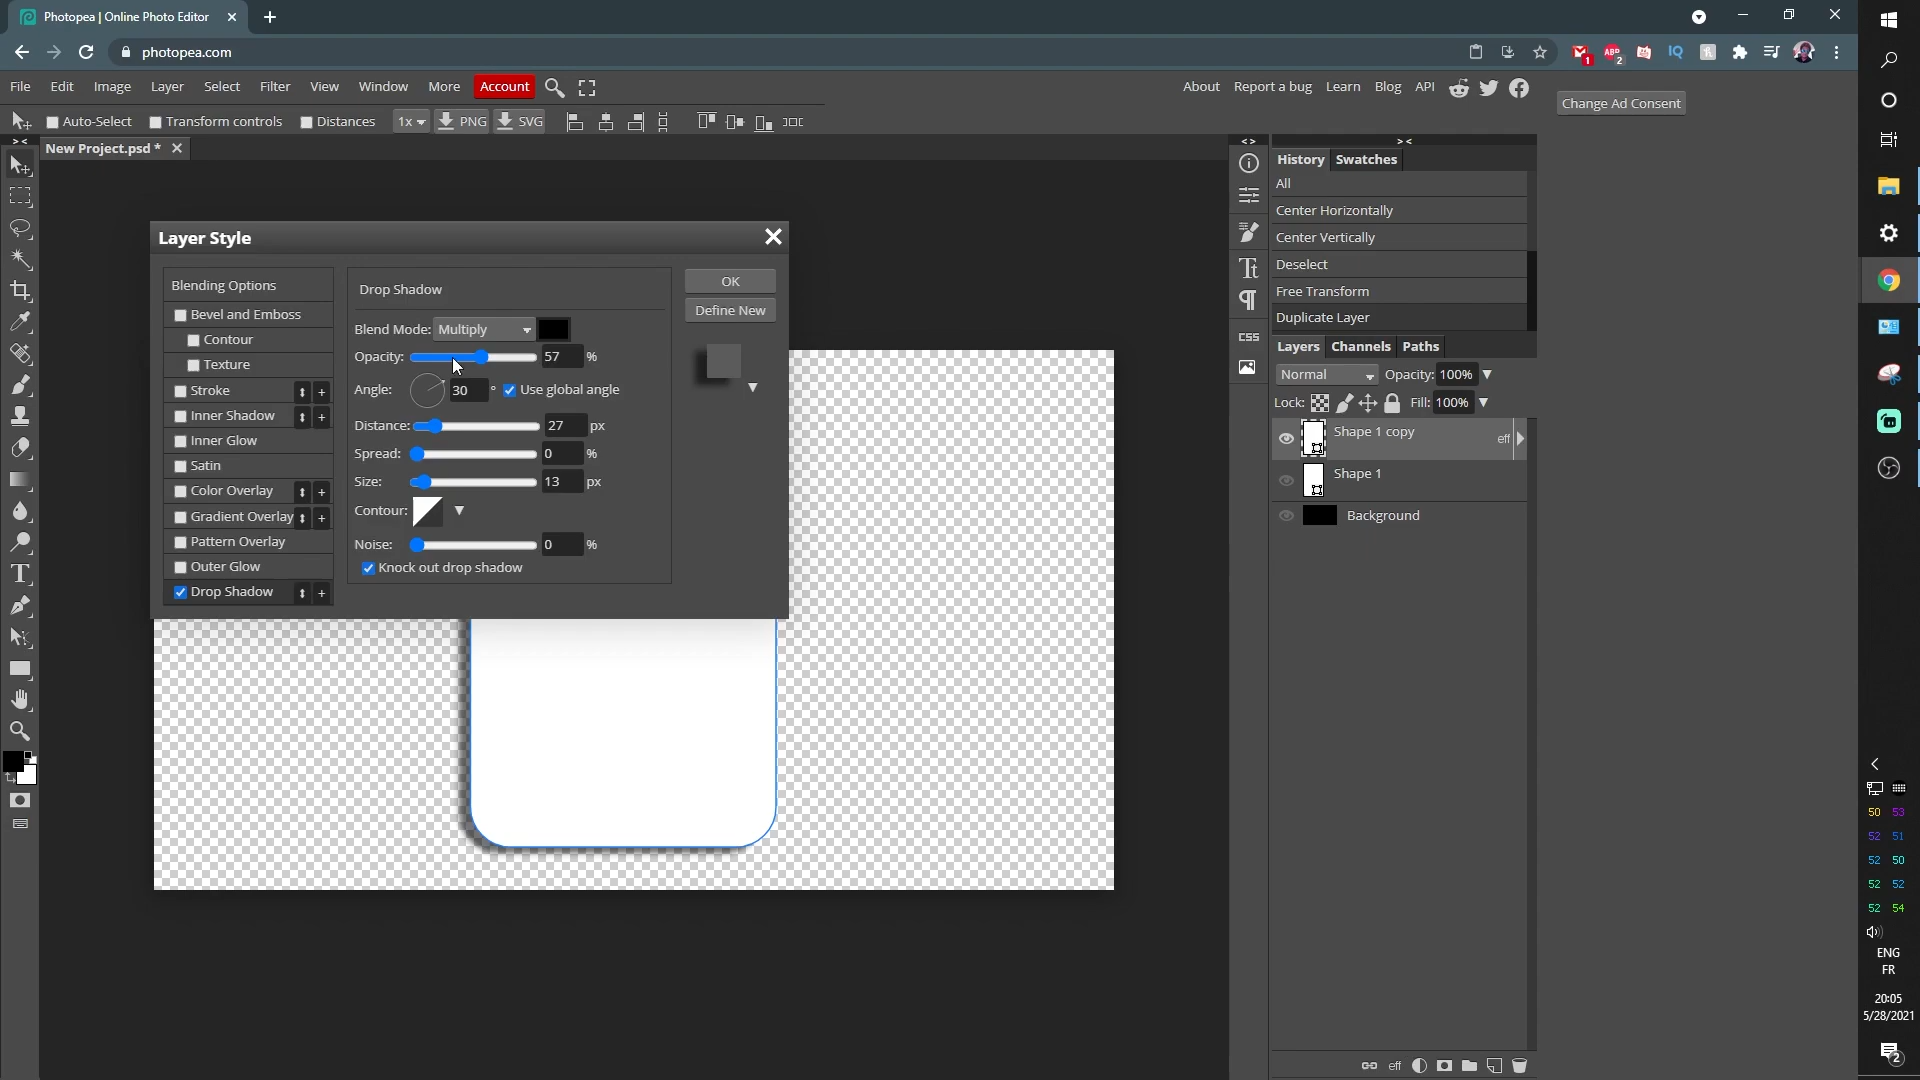 Photopea | Online Photo Editor
photopea.com
1
ABP
2
File Edit Image Layer Select Filter View Window More Account
About Report a bug Learn Blog API
Change Ad Consent
Auto-Select Transform controls Distances 1x PNG SVG
New Project.psd *
Layer Style
Blending Options
Bevel and Emboss
Contour
Texture
Stroke
Inner Shadow
Inner Glow
Satin
Color Overlay
Gradient Overlay
Pattern Overlay
Outer Glow
Drop Shadow
Drop Shadow
Blend Mode: Multiply
Opacity: 57 %
Angle: 30 ° Use global angle
Distance: 27 px
Spread: 0 %
Size: 13 px
Contour:
Noise: 0 %
Knock out drop shadow
OK
Define New
CSS
History Swatches
All
Center Horizontally
Center Vertically
Deselect
Free Transform
Duplicate Layer
Layers Channels Paths
Normal Opacity: 100%
Lock: Fill: 100%
Shape 1 copy eff
Shape 1
Background
eff
50 53
52 51
52 50
52 52
52 54
ENG
FR
20:05
5/28/2021
2